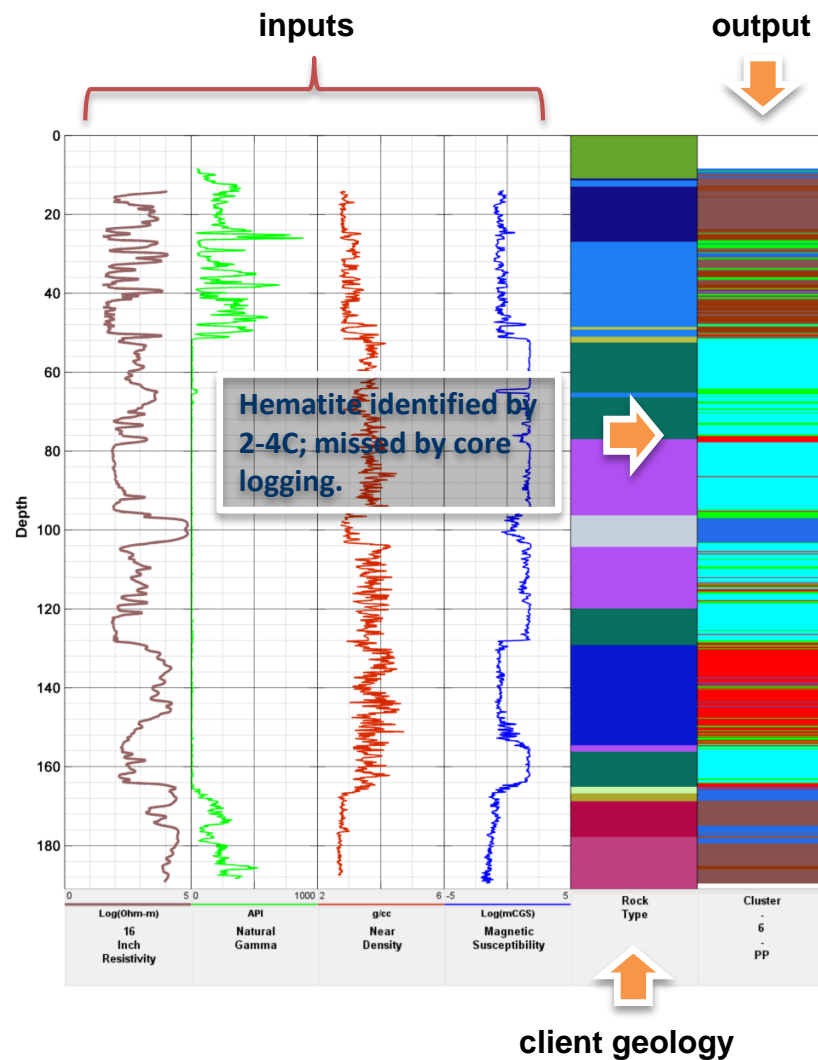 inputs
output
0
20
40
60
80
100
120
140
160
180
Depth
Hematite identified by
2-4C; missed by core
logging.
0 5
Log(Ohm-m)
16
Inch
Resistivity
0 1000
API
Natural
Gamma
2 6
g/cc
Near
Density
-5 5
Log(mCGS)
Magnetic
Susceptibility
Rock
Type
Cluster
-
6
-
PP
client geology